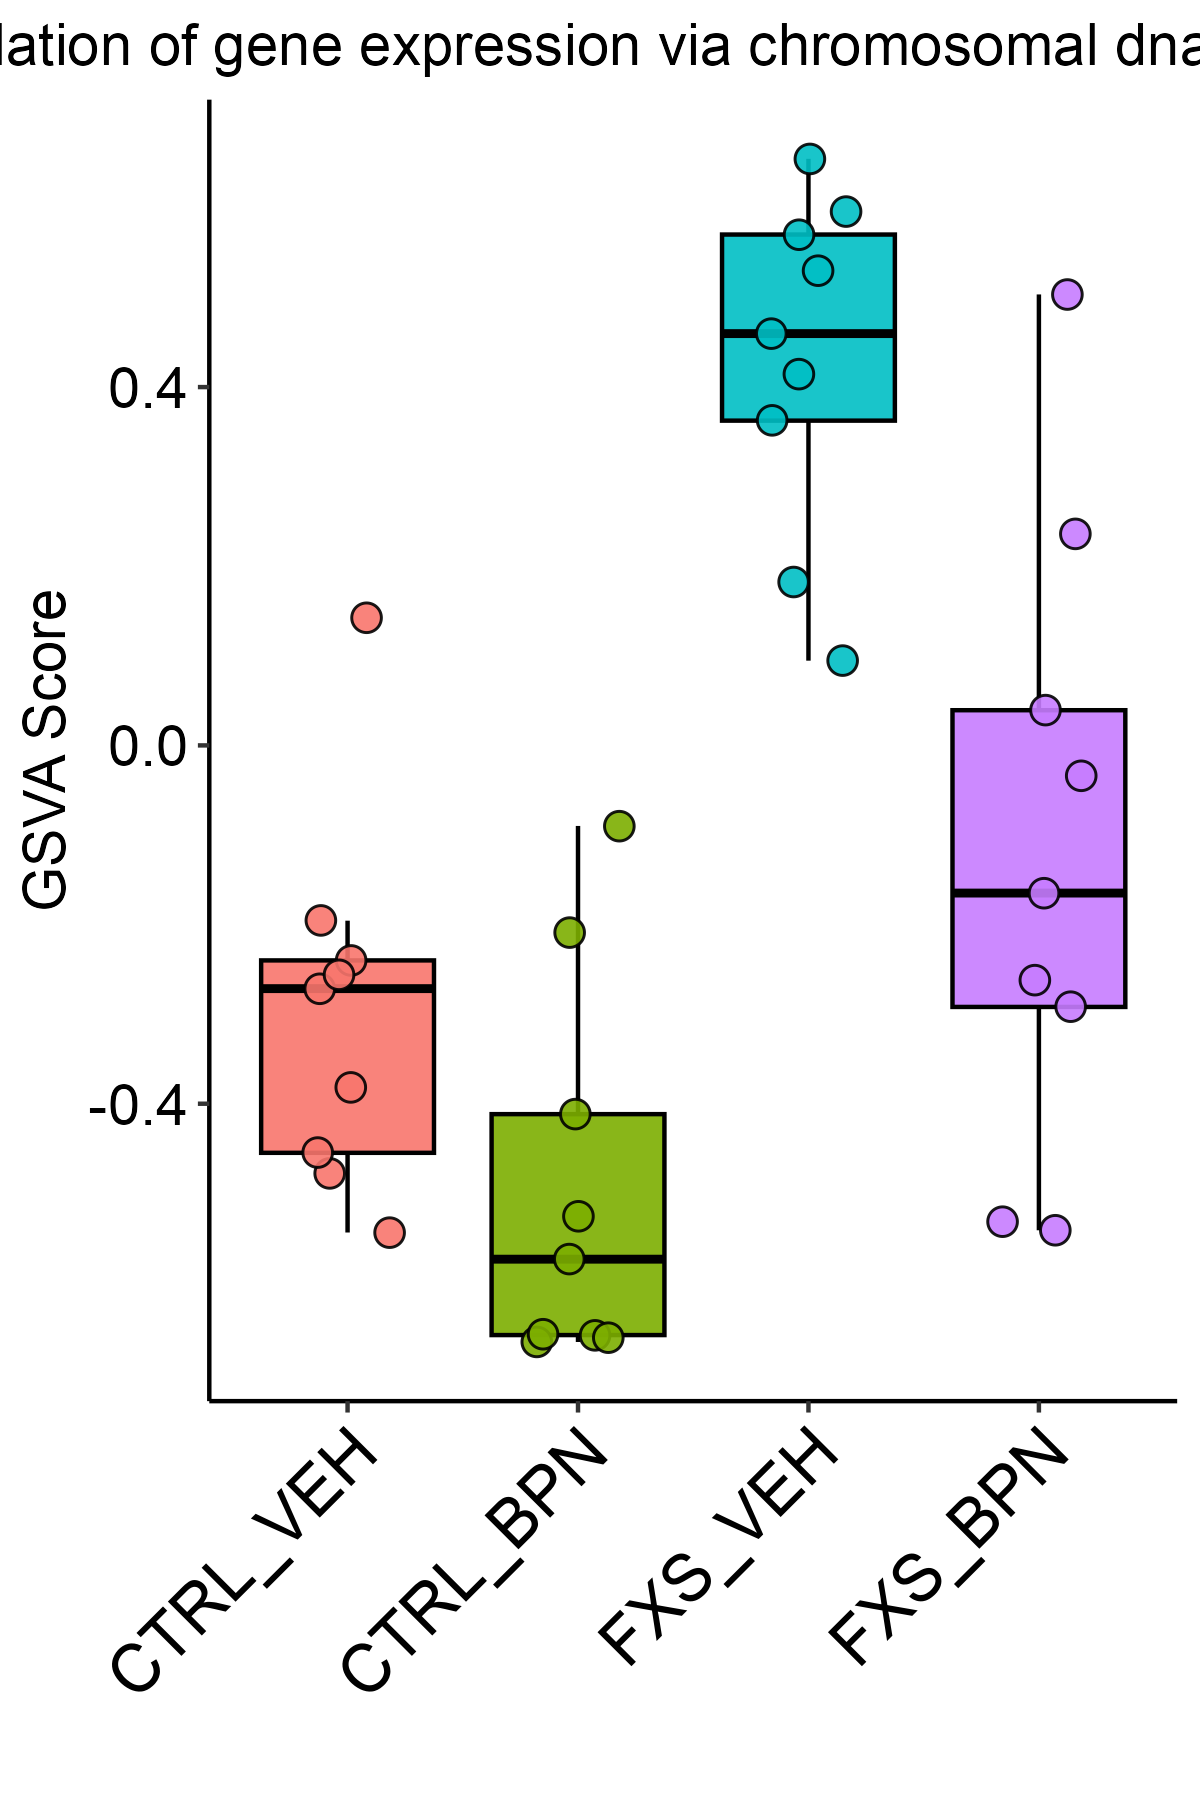 lation of gene expression via chromosomal dna
GSVA Score
0.4
0.0
-0.4
CTRL_VEH
CTRL_BPN
FXS_VEH
FXS_BPN